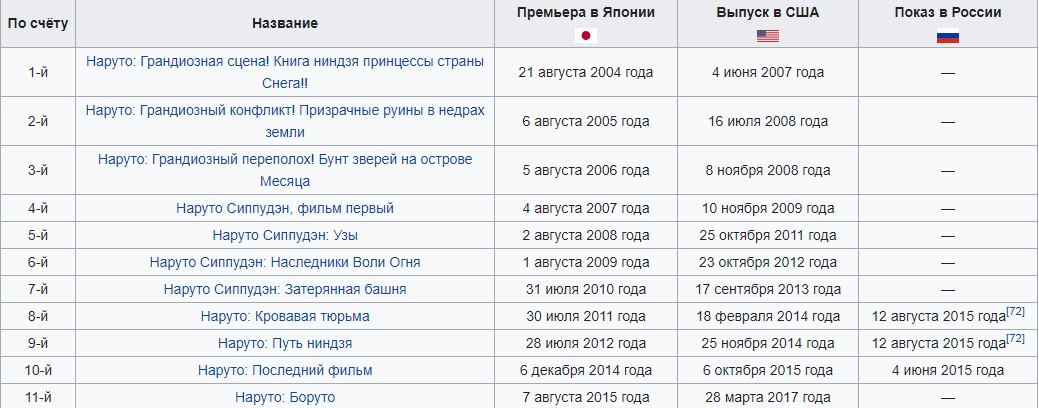 По счёту Название Премьера в Японии Выпуск в США Показ в России
1-й Наруто: Грандиозная сцена! Книга ниндзя принцессы страны Снега!! 21 августа 2004 года 4 июня 2007 года —
2-й Наруто: Грандиозный конфликт! Призрачные руины в недрах земли 6 августа 2005 года 16 июля 2008 года —
3-й Наруто: Грандиозный переполох! Бунт зверей на острове Месяца 5 августа 2006 года 8 ноября 2008 года —
4-й Наруто Сиппудэн, фильм первый 4 августа 2007 года 10 ноября 2009 года —
5-й Наруто Сиппудэн: Узы 2 августа 2008 года 25 октября 2011 года —
6-й Наруто Сиппудэн: Наследники Воли Огня 1 августа 2009 года 23 октября 2012 года —
7-й Наруто Сиппудэн: Затерянная башня 31 июля 2010 года 17 сентября 2013 года —
8-й Наруто: Кровавая тюрьма 30 июля 2011 года 18 февраля 2014 года 12 августа 2015 года[72]
9-й Наруто: Путь ниндзя 28 июля 2012 года 25 ноября 2014 года 12 августа 2015 года[72]
10-й Наруто: Последний фильм 6 декабря 2014 года 6 октября 2015 года 4 июня 2015 года
11-й Наруто: Боруто 7 августа 2015 года 28 марта 2017 года —